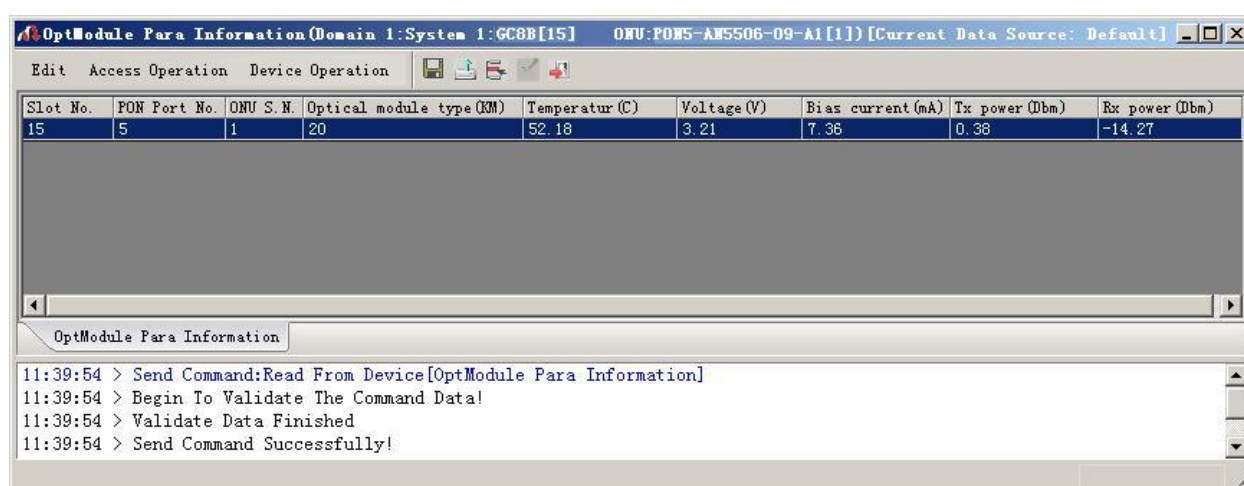 OptModule Para Information(Domain 1:System 1:GC8B[15] ONU:PON5-AN5506-09-A1[1])[Current Data Source: Default]
Edit Access Operation Device Operation
Slot No. PON Port No. ONU S.N. Optical module type(KM) Temperatur(C) Voltage(V) Bias current(mA) Tx power(Dbm) Rx power(Dbm)
15 5 1 20 52.18 3.21 7.36 0.38 -14.27
OptModule Para Information
11:39:54 > Send Command:Read From Device[OptModule Para Information]
11:39:54 > Begin To Validate The Command Data!
11:39:54 > Validate Data Finished
11:39:54 > Send Command Successfully!